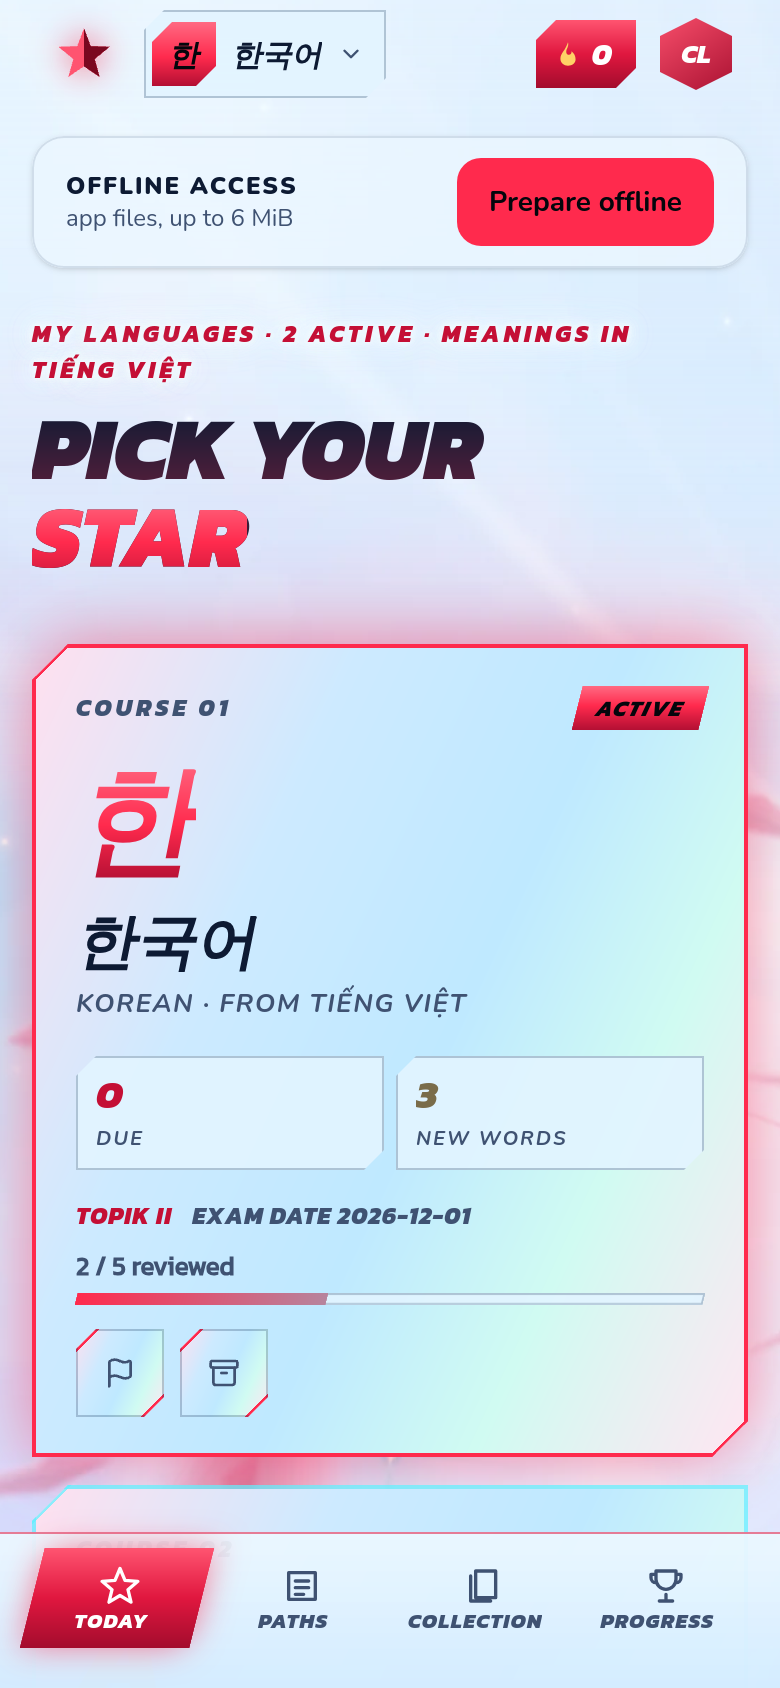 한 한국어
0
CL
OFFLINE ACCESS
app files, up to 6 MiB
Prepare offline
MY LANGUAGES · 2 ACTIVE · MEANINGS IN
TIẾNG VIỆT
PICK YOUR
STAR
COURSE 01
ACTIVE
한
한국어
KOREAN · FROM TIẾNG VIỆT
0
DUE
3
NEW WORDS
TOPIK II EXAM DATE 2026-12-01
2 / 5 reviewed
COURSE 02
TODAY
PATHS
COLLECTION
PROGRESS